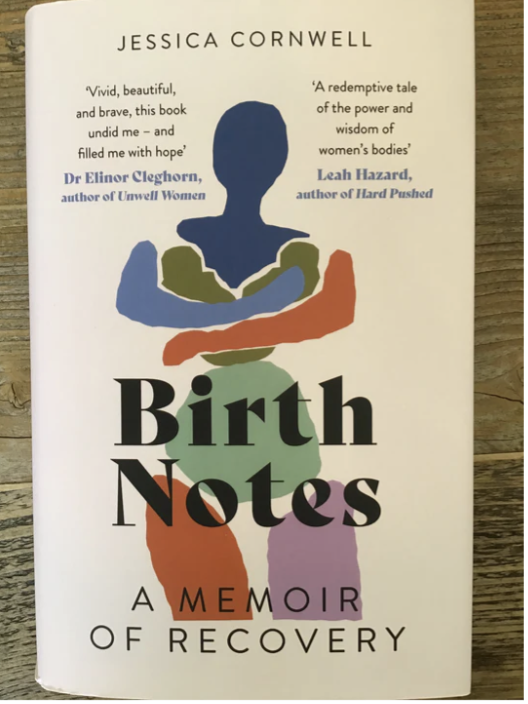 JESSICA CORNWELL
'Vivid, beautiful,
and brave, this book
undid me – and
filled me with hope'
Dr Elinor Cleghorn,
author of Unwell Women
'A redemptive tale
of the power and
wisdom of
women's bodies'
Leah Hazard,
author of Hard Pushed
Birth
Notes
A MEMOIR
OF RECOVERY